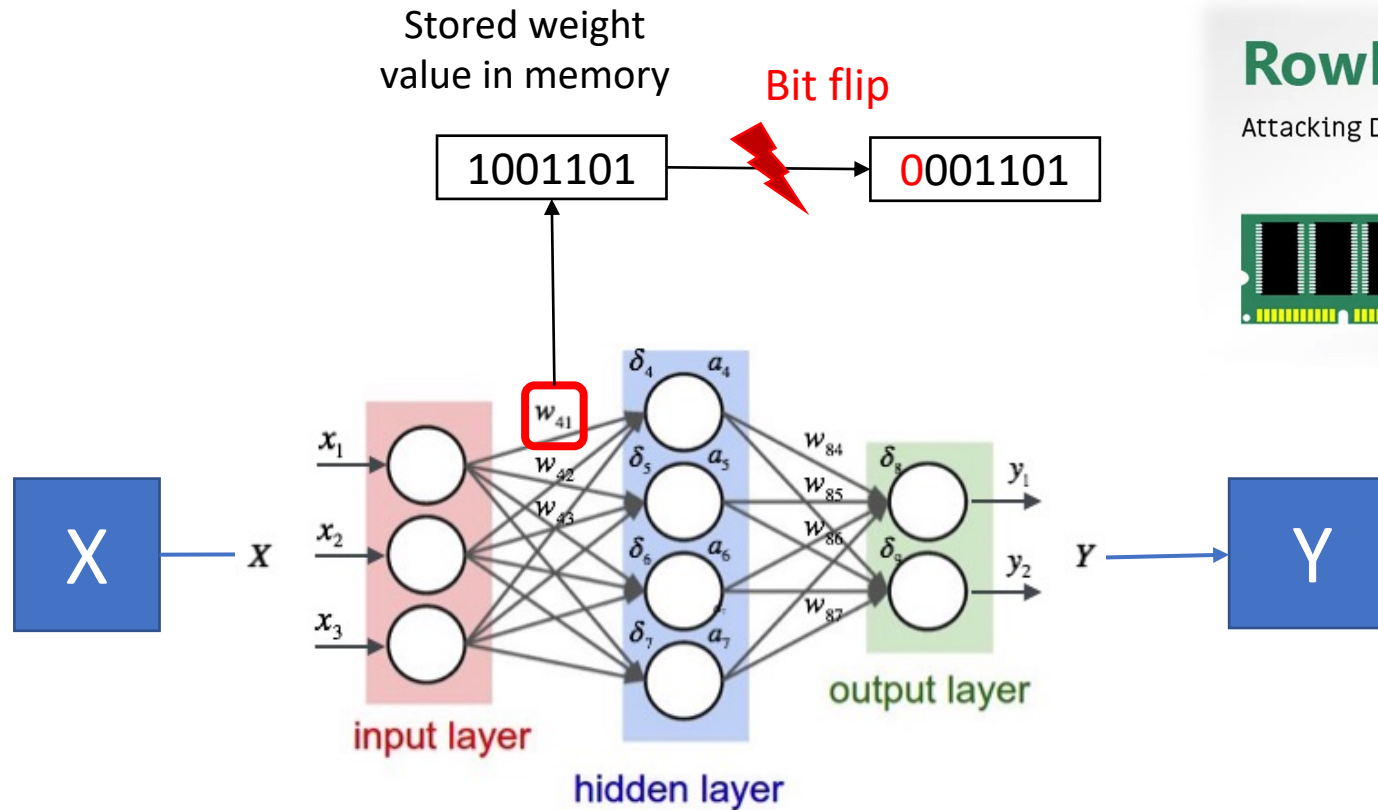 Stored weight
value in memory
Bit flip
1001101
0001101
Attacking
X
X
x₁
x₂
x₃
w₄₁
w₄₂
w₄₃
δ₄ a₄
δ₅ a₅
δ₆ a₆
δ₇ a₇
w₈₄
w₈₅
w₈₆
w₈₇
δ₈
δ₉
y₁
y₂
Y
Y
input layer
hidden layer
output layer